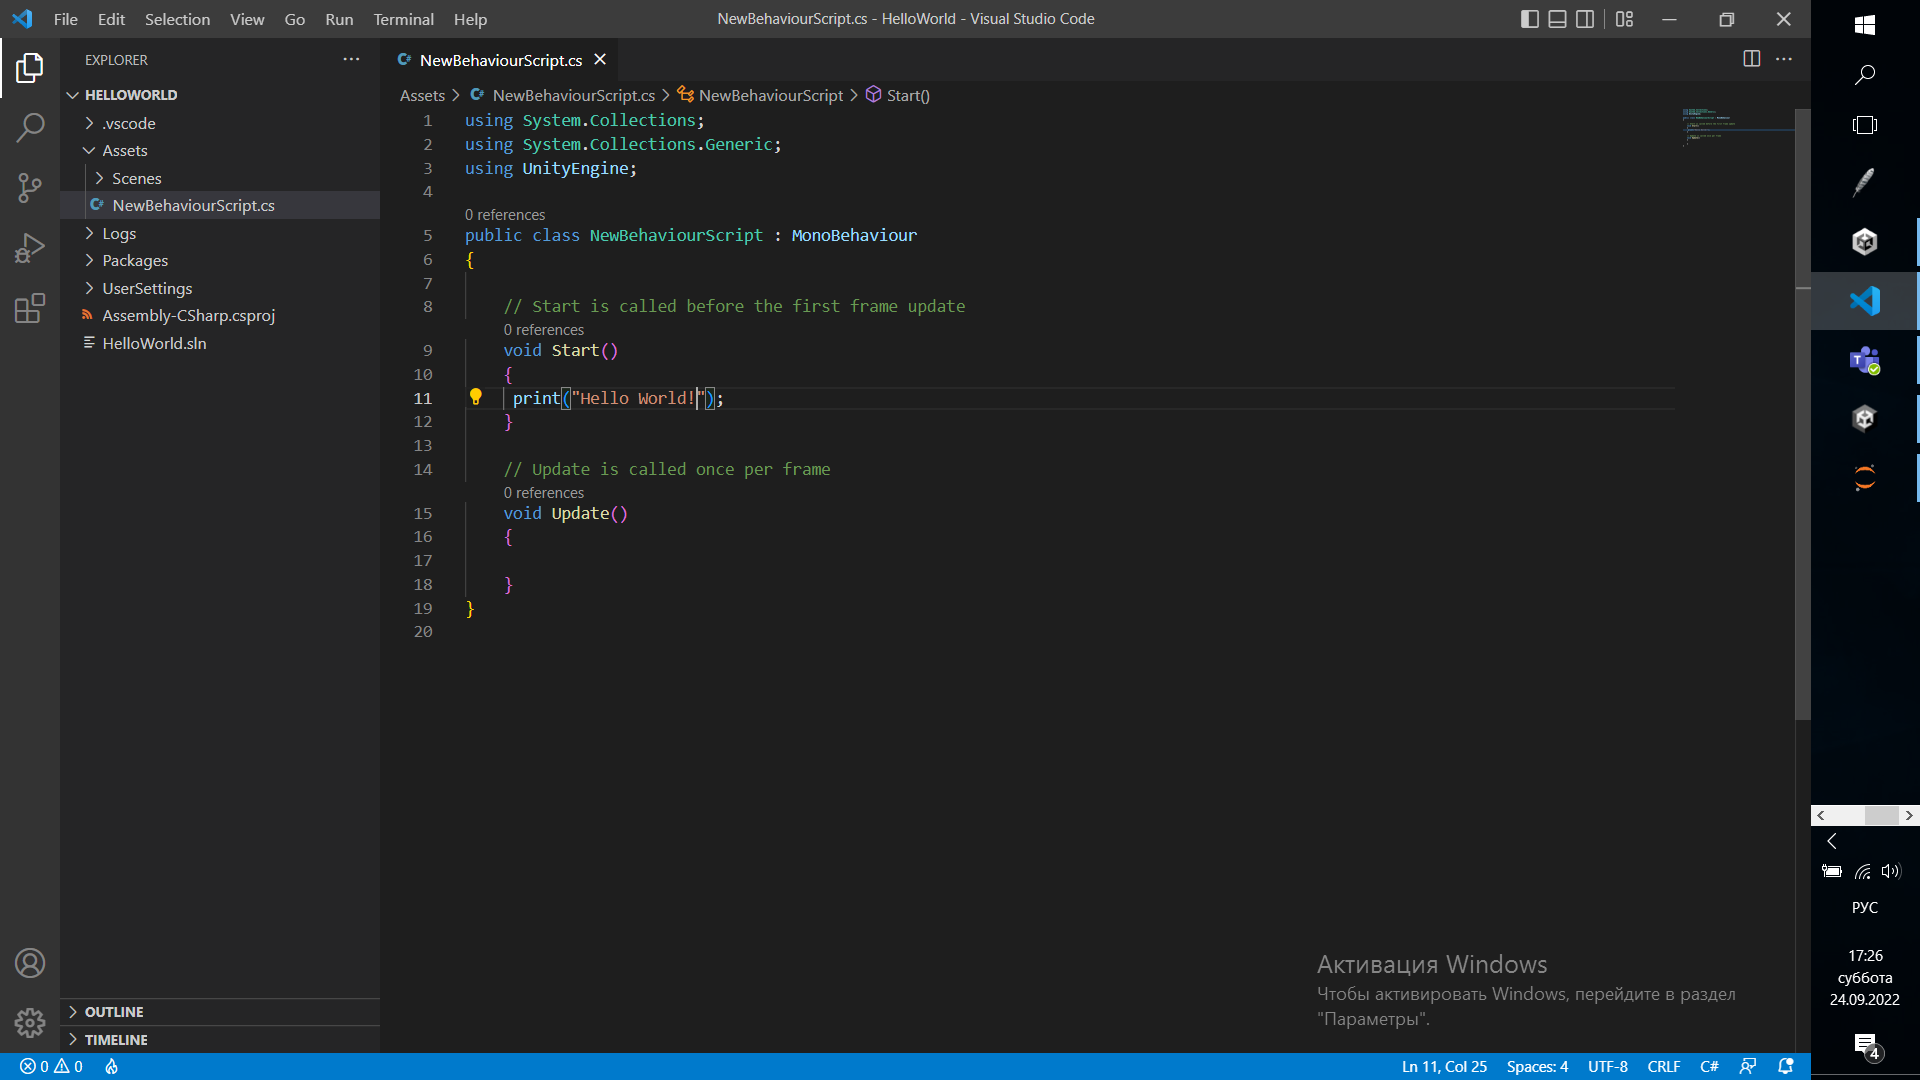 File Edit Selection View Go Run Terminal Help
NewBehaviourScript.cs - HelloWorld - Visual Studio Code
EXPLORER
HELLOWORLD
.vscode
Assets
Scenes
NewBehaviourScript.cs
Logs
Packages
UserSettings
Assembly-CSharp.csproj
HelloWorld.sln
OUTLINE
TIMELINE
NewBehaviourScript.cs
Assets > NewBehaviourScript.cs > NewBehaviourScript > Start()
1 using System.Collections;
2 using System.Collections.Generic;
3 using UnityEngine;
4
0 references
5 public class NewBehaviourScript : MonoBehaviour
6 {
7
8 // Start is called before the first frame update
0 references
9 void Start()
10 {
11 print("Hello World!");
12 }
13
14 // Update is called once per frame
0 references
15 void Update()
16 {
17
18 }
19 }
20
Активация Windows
Чтобы активировать Windows, перейдите в раздел
"Параметры".
0 0
Ln 11, Col 25 Spaces: 4 UTF-8 CRLF C#
РУС
17:26
суббота
24.09.2022
4